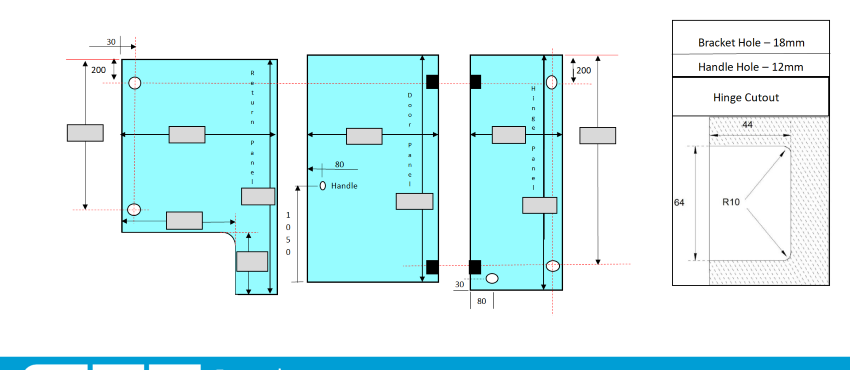 30
200
Return Panel
80
Handle
1050
Door Panel
Hinge Panel
200
30
80
Bracket Hole – 18mm
Handle Hole – 12mm
Hinge Cutout
44
64
R10